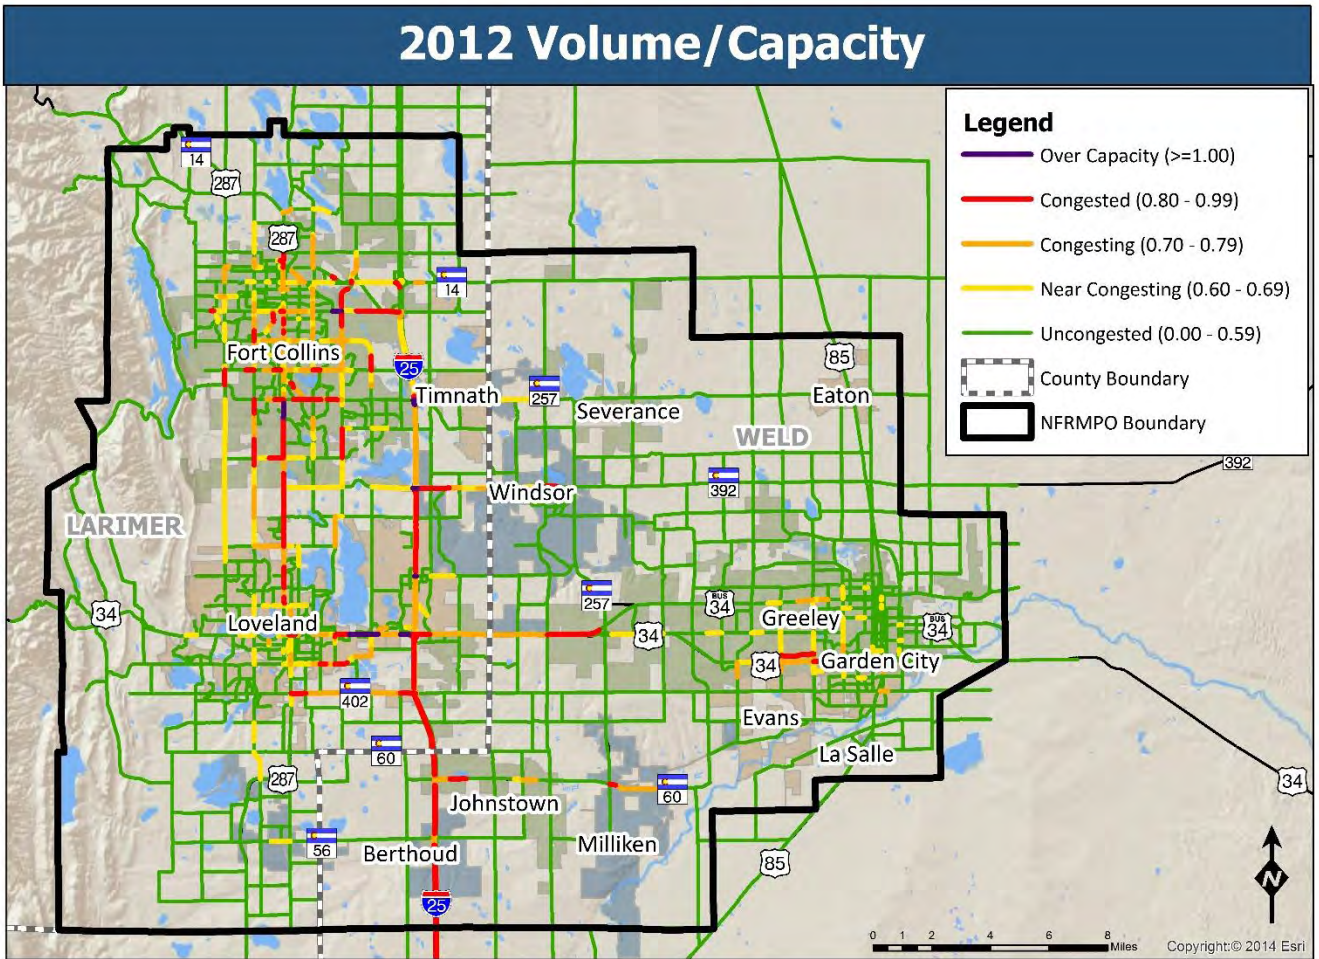 2012 Volume/Capacity
Legend
Over Capacity (>=1.00)
Congested (0.80 - 0.99)
Congesting (0.70 - 0.79)
Near Congesting (0.60 - 0.69)
Uncongested (0.00 - 0.59)
County Boundary
NFRMPO Boundary
14
287
287
14
Fort Collins
25
85
Timnath
257
Severance
Eaton
WELD
392
392
Windsor
LARIMER
257
BUS 34
34
Loveland
Greeley
BUS 34
34
34
Garden City
402
Evans
60
La Salle
287
60
34
Johnstown
56
Berthoud
Milliken
85
25
N
0 1 2 4 6 8
Miles
Copyright:© 2014 Esri